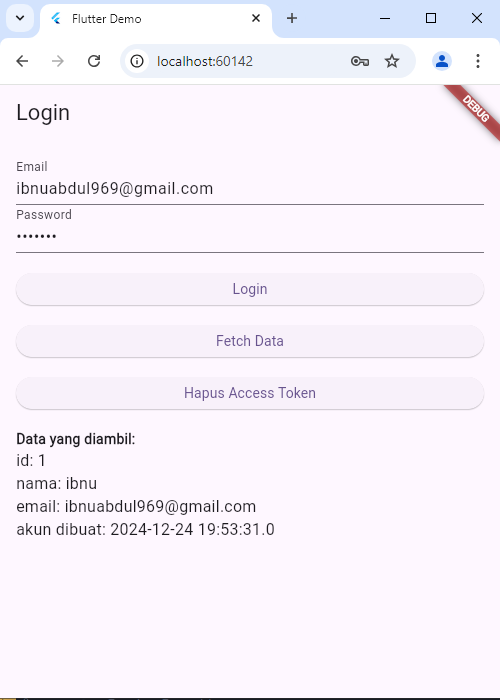 Flutter Demo
localhost:60142
DEBUG
Login
Email
ibnuabdul969@gmail.com
Password
•••••••
Login
Fetch Data
Hapus Access Token
Data yang diambil:
id: 1
nama: ibnu
email: ibnuabdul969@gmail.com
akun dibuat: 2024-12-24 19:53:31.0